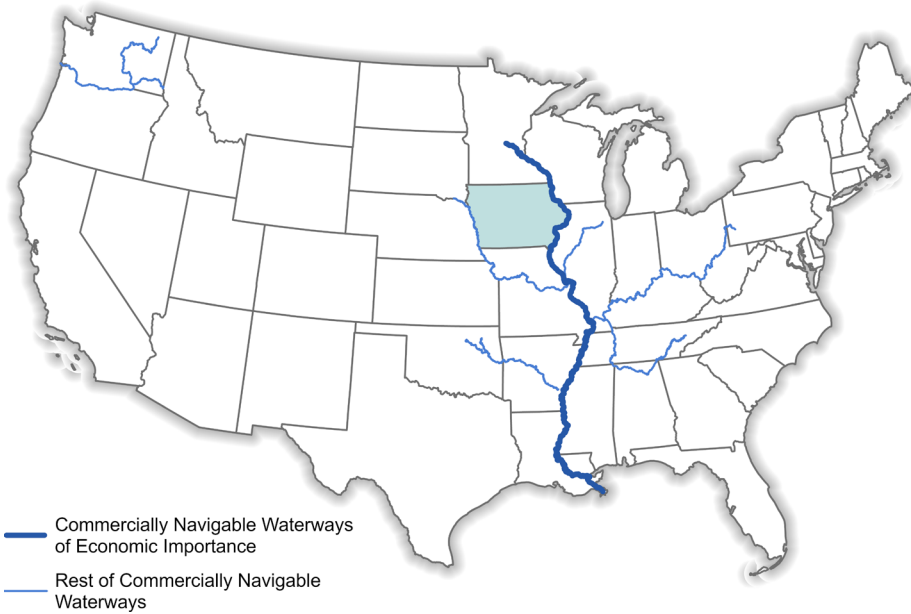 Commercially Navigable Waterways
of Economic Importance
Rest of Commercially Navigable
Waterways